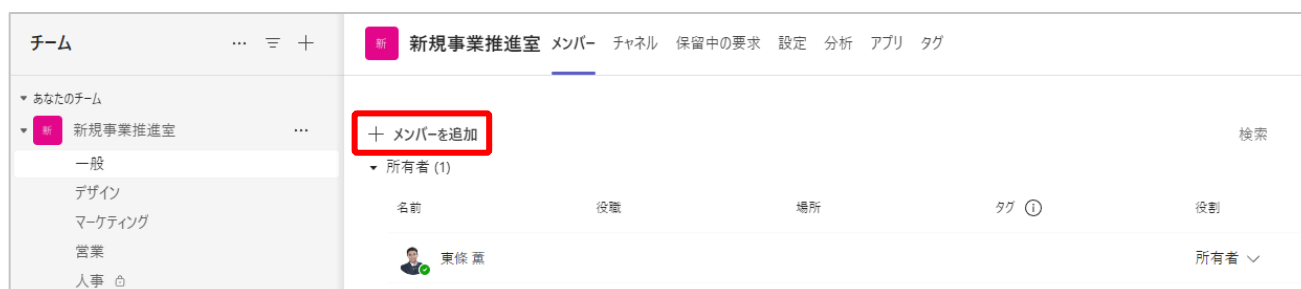 チーム ··· +
新 新規事業推進室 メンバー チャネル 保留中の要求 設定 分析 アプリ タグ
あなたのチーム
新 新規事業推進室 ···
一般
デザイン
マーケティング
営業
人事
+ メンバーを追加 検索
所有者 (1)
名前 役職 場所 タグ 役割
東條 薫 所有者